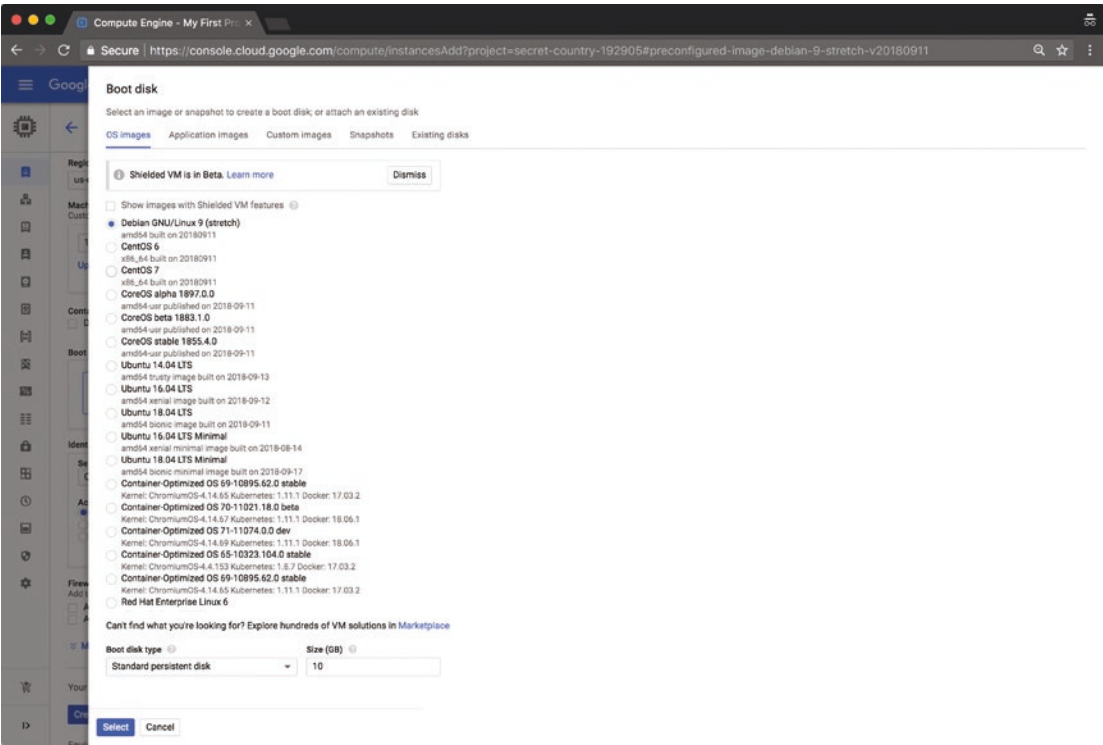 Compute Engine - My First Pro
Secure | https://console.cloud.google.com/compute/instancesAdd?project=secret-country-192905#preconfigured-image-debian-9-stretch-v20180911
Googl
Boot disk
Select an image or snapshot to create a boot disk; or attach an existing disk
OS images Application images Custom images Snapshots Existing disks
Shielded VM is in Beta. Learn more Dismiss
Show images with Shielded VM features
Debian GNU/Linux 9 (stretch)
amd64 built on 20180911
CentOS 6
x86_64 built on 20180911
CentOS 7
x86_64 built on 20180911
CoreOS alpha 1897.0.0
amd64-usr published on 2018-09-11
CoreOS beta 1883.1.0
amd64-usr published on 2018-09-11
CoreOS stable 1855.4.0
amd64-usr published on 2018-09-11
Ubuntu 14.04 LTS
amd64 trusty image built on 2018-09-13
Ubuntu 16.04 LTS
amd64 xenial image built on 2018-09-12
Ubuntu 18.04 LTS
amd64 bionic image built on 2018-09-11
Ubuntu 16.04 LTS Minimal
amd64 xenial minimal image built on 2018-08-14
Ubuntu 18.04 LTS Minimal
amd64 bionic minimal image built on 2018-09-17
Container-Optimized OS 69-10895.62.0 stable
Kernel: ChromiumOS-4.14.65 Kubernetes: 1.11.1 Docker: 17.03.2
Container-Optimized OS 70-11021.18.0 beta
Kernel: ChromiumOS-4.14.67 Kubernetes: 1.11.1 Docker: 18.06.1
Container-Optimized OS 71-11074.0.0 dev
Kernel: ChromiumOS-4.14.69 Kubernetes: 1.11.1 Docker: 18.06.1
Container-Optimized OS 65-10323.104.0 stable
Kernel: ChromiumOS-4.4.153 Kubernetes: 1.8.7 Docker: 17.03.2
Container-Optimized OS 69-10895.62.0 stable
Kernel: ChromiumOS-4.14.65 Kubernetes: 1.11.1 Docker: 17.03.2
Red Hat Enterprise Linux 6
Can't find what you're looking for? Explore hundreds of VM solutions in Marketplace
Boot disk type Size (GB)
Standard persistent disk 10
Select Cancel
Regio
Mach
Custo
Up
Conta
Boot
Ident
Se
Ac
Firew
Add t
Your
Cre